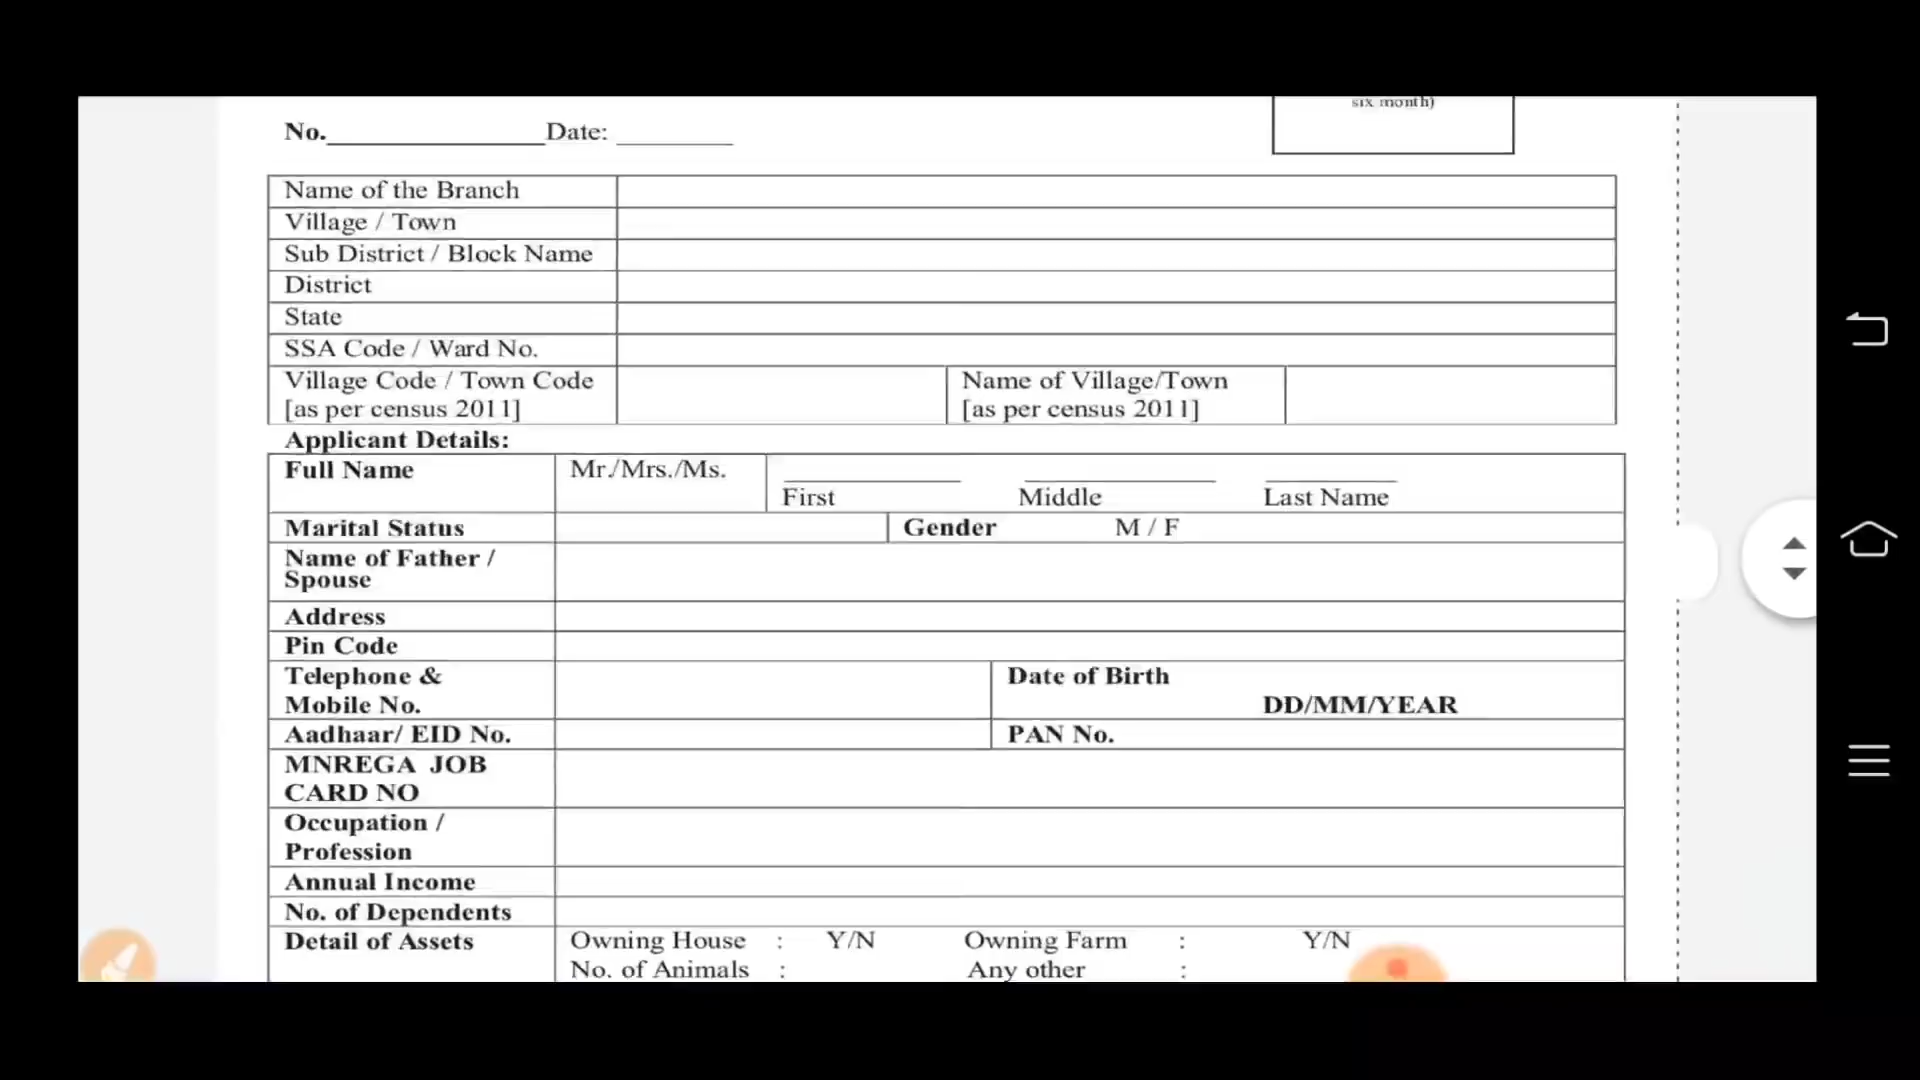 six month)
No.______________Date: ________
Name of the Branch
Village / Town
Sub District / Block Name
District
State
SSA Code / Ward No.
Village Code / Town Code
[as per census 2011]
Name of Village/Town
[as per census 2011]
Applicant Details:
Full Name
Mr./Mrs./Ms.
First Middle Last Name
Marital Status
Gender M / F
Name of Father /
Spouse
Address
Pin Code
Telephone &
Mobile No.
Date of Birth
DD/MM/YEAR
Aadhaar/ EID No.
PAN No.
MNREGA JOB
CARD NO
Occupation /
Profession
Annual Income
No. of Dependents
Detail of Assets
Owning House : Y/N Owning Farm : Y/N
No. of Animals : Any other :